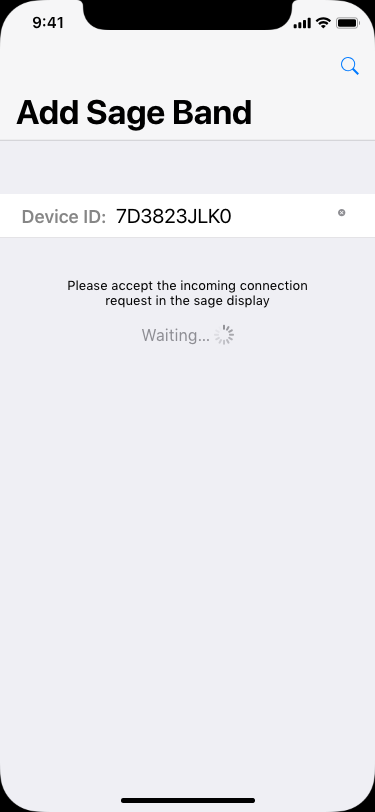 9:41
Add Sage Band
Device ID: 7D3823JLK0
Please accept the incoming connection
request in the sage display
Waiting...